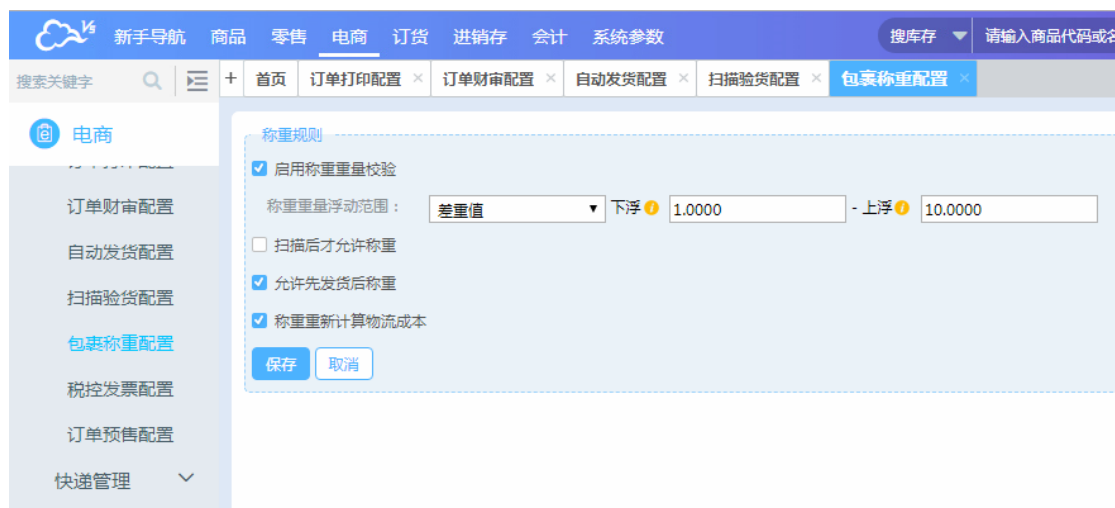 V5 新手导航 商品 零售 电商 订货 进销存 会计 系统参数 搜库存 请输入商品代码或名
搜索关键字 + 首页 订单打印配置 × 订单财审配置 × 自动发货配置 × 扫描验货配置 × 包裹称重配置 ×
电商
称重规则
启用称重重量校验
订单财审配置
称重重量浮动范围: 差重值 下浮 1.0000 - 上浮 10.0000
自动发货配置
扫描后才允许称重
允许先发货后称重
扫描验货配置
称重重新计算物流成本
包裹称重配置
保存 取消
税控发票配置
订单预售配置
快递管理